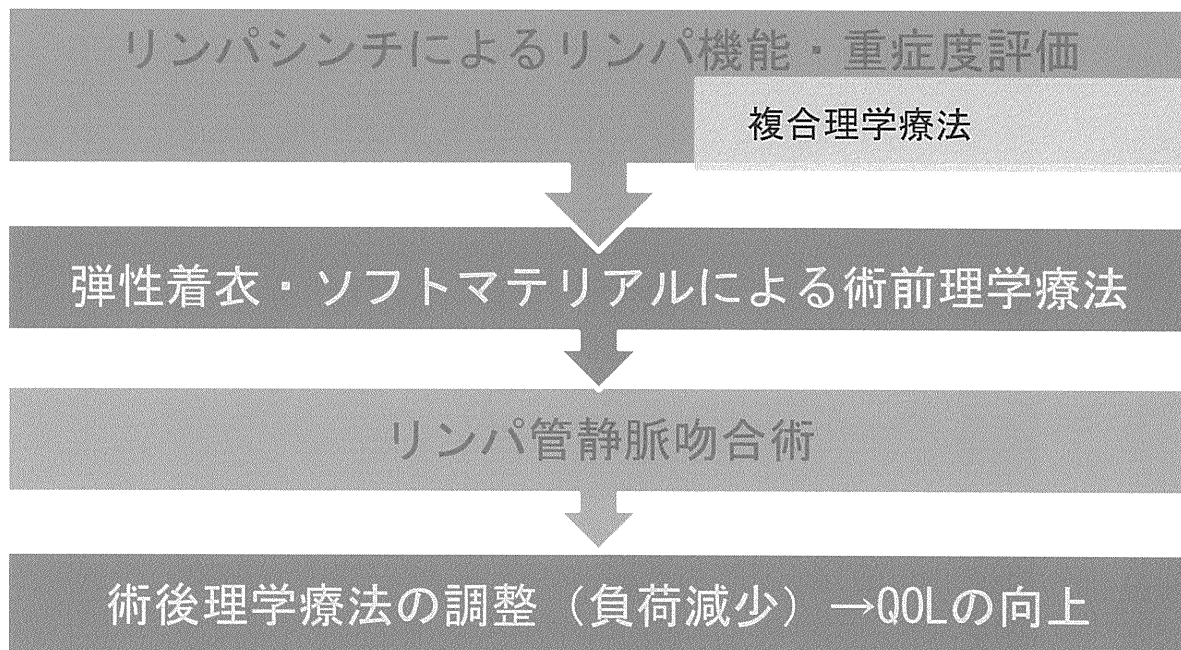 リンパシンチによるリンパ機能・重症度評価
複合理学療法
弾性着衣・ソフトマテリアルによる術前理学療法
リンパ管静脈吻合術
術後理学療法の調整（負荷減少）→QOLの向上